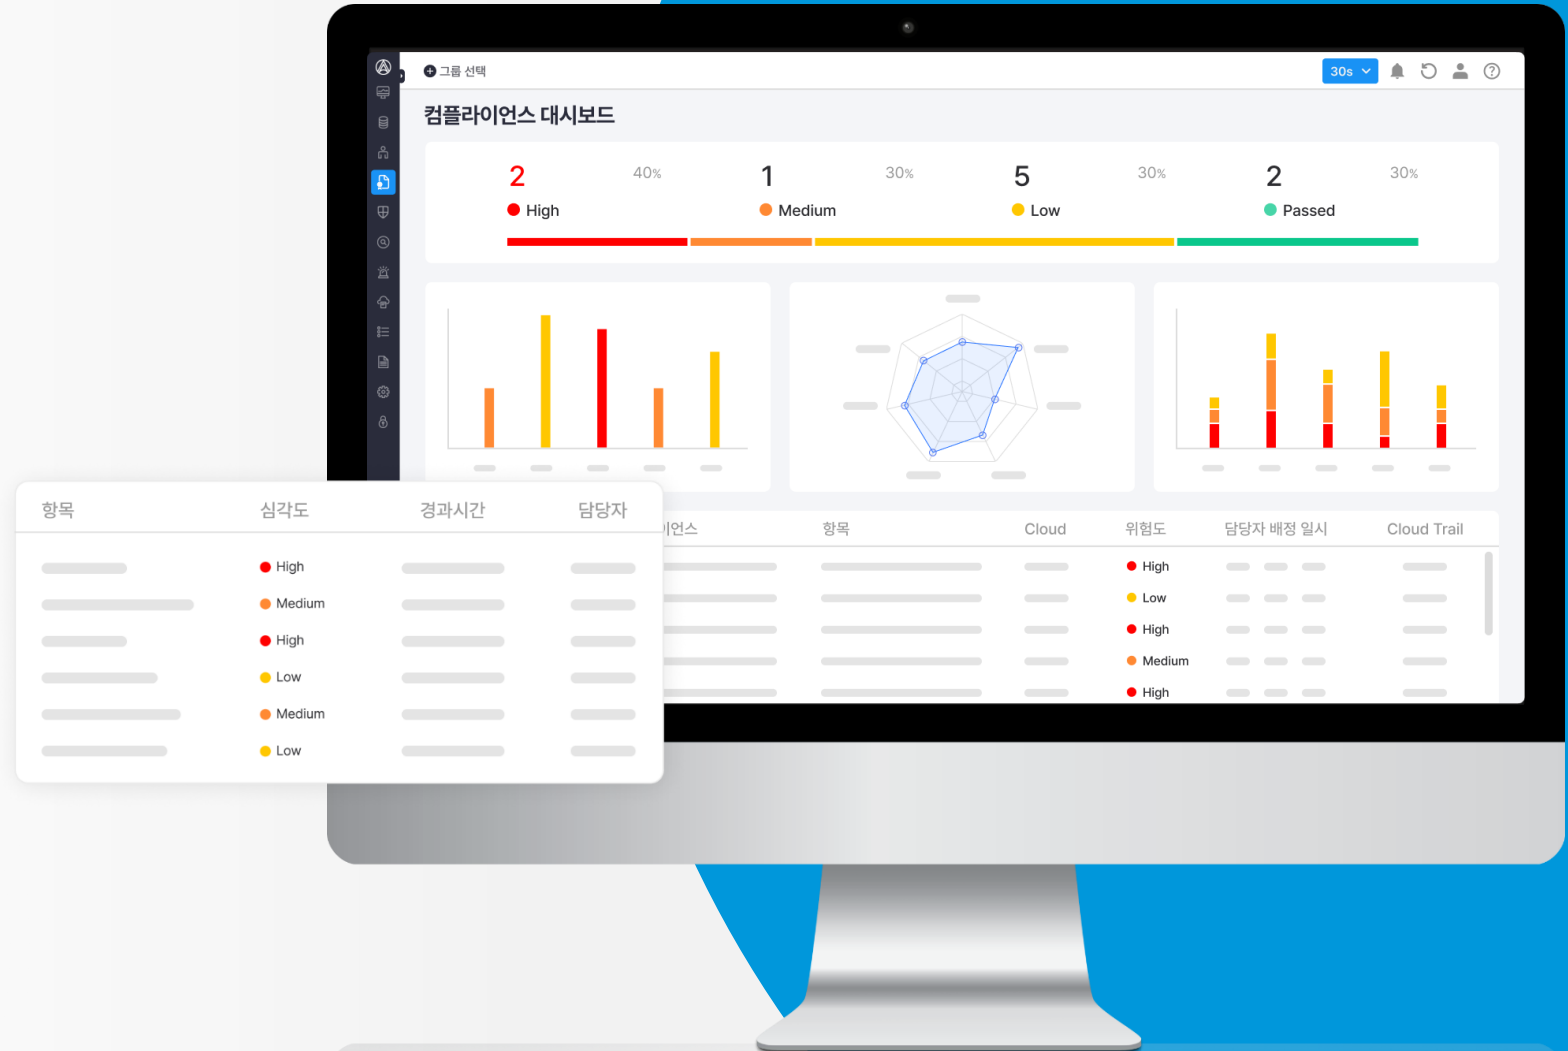 그룹 선택
30s
컴플라이언스 대시보드
2 40% 1 30% 5 30% 2 30%
High Medium Low Passed
항목 심각도 경과시간 담당자
High
Medium
High
Low
Medium
Low
이언스 항목 Cloud 위험도 담당자 배정 일시 Cloud Trail
High
Low
High
Medium
High